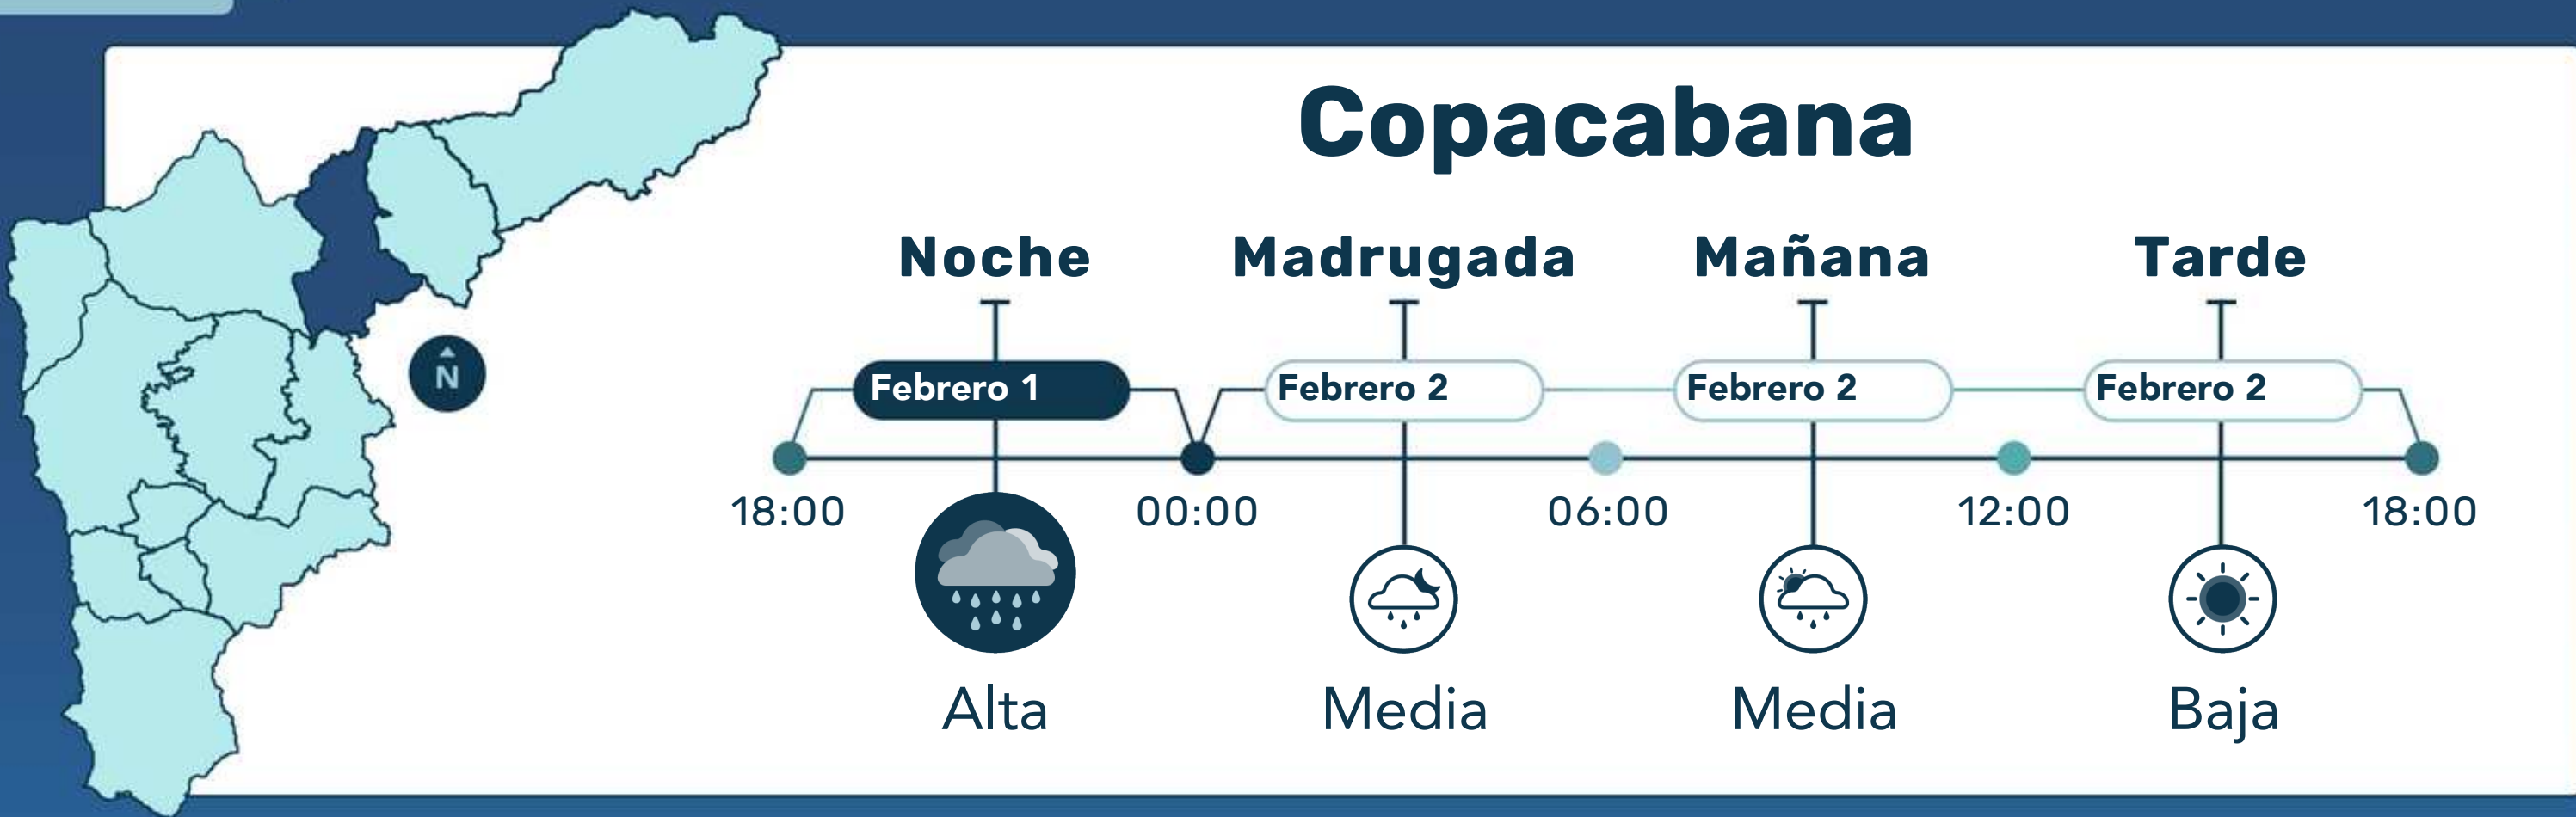 Copacabana
Noche Madrugada Mañana Tarde
Febrero 1 Febrero 2 Febrero 2 Febrero 2
N
18:00 00:00 06:00 12:00 18:00
Alta Media Media Baja